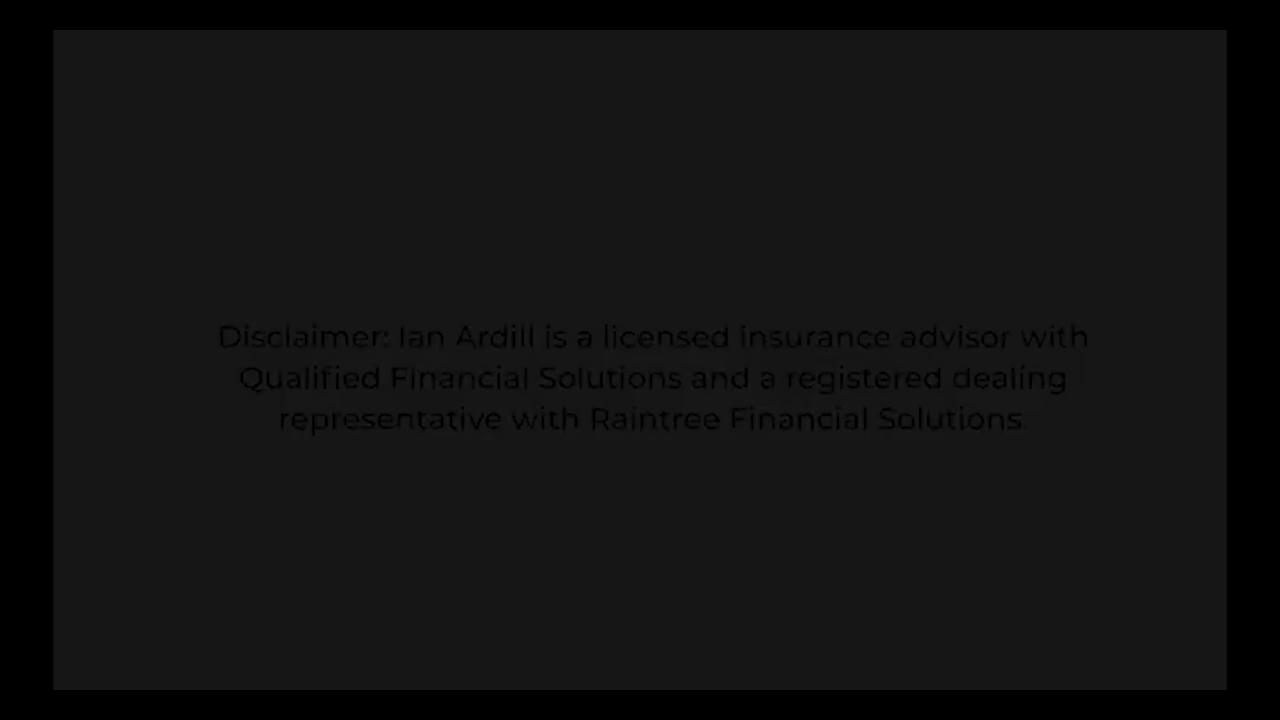 Disclaimer: Ian Ardill is a licensed insurance advisor with
Qualified Financial Solutions and a registered dealing
representative with Raintree Financial Solutions.